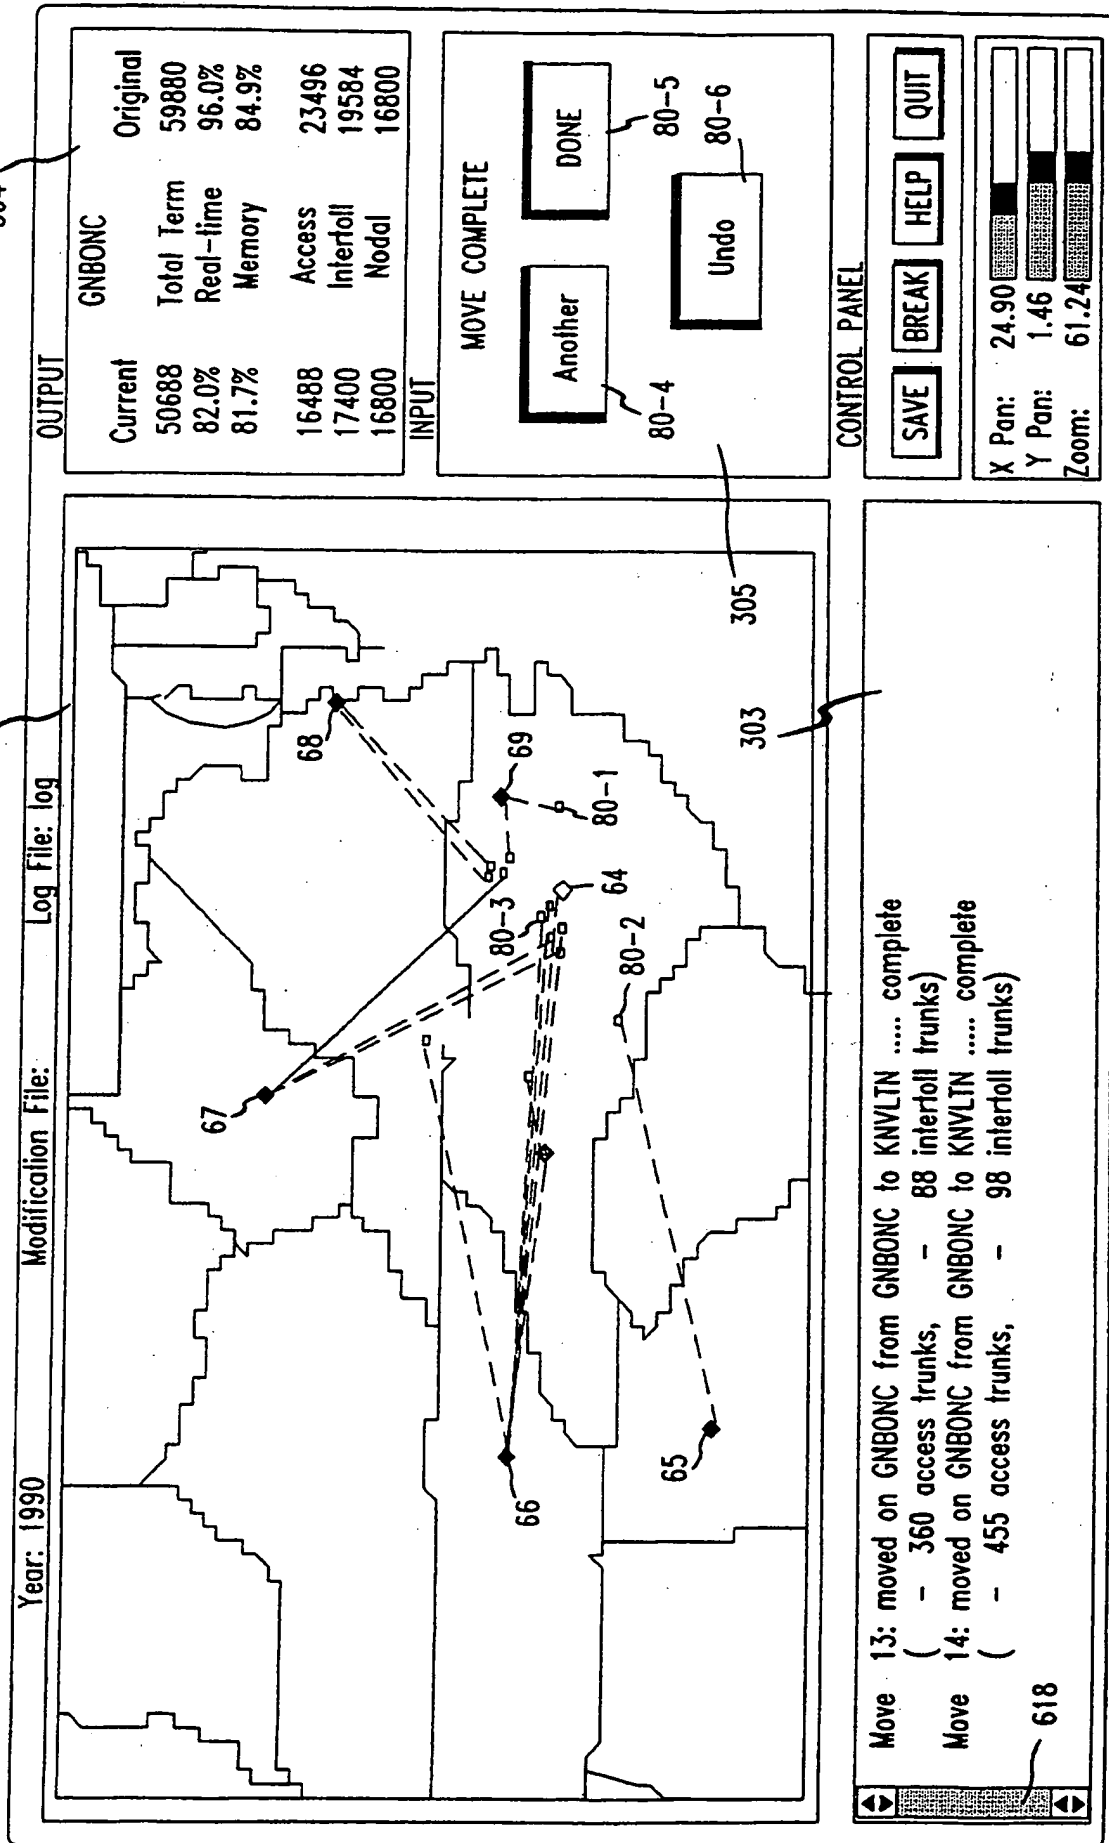 Year: 1990 Modification File: Log File: log
67
68
69
80-1
80-3
64
80-2
66
65
OUTPUT
GNBONC
Current Original
50688 Total Term 59880
82.0% Real-time 96.0%
81.7% Memory 84.9%
16488 Access 23496
17400 Intertoll 19584
16800 Nodal 16800
INPUT
MOVE COMPLETE
Another DONE
80-4 80-5
Undo 80-6
305
CONTROL PANEL
SAVE BREAK HELP QUIT
X Pan: 24.90
Y Pan: 1.46
Zoom: 61.24
303
Move 13: moved on GNBONC from GNBONC to KNVLTN ..... complete
( - 360 access trunks, - 88 intertoll trunks)
Move 14: moved on GNBONC from GNBONC to KNVLTN ..... complete
( - 455 access trunks, - 98 intertoll trunks)
618